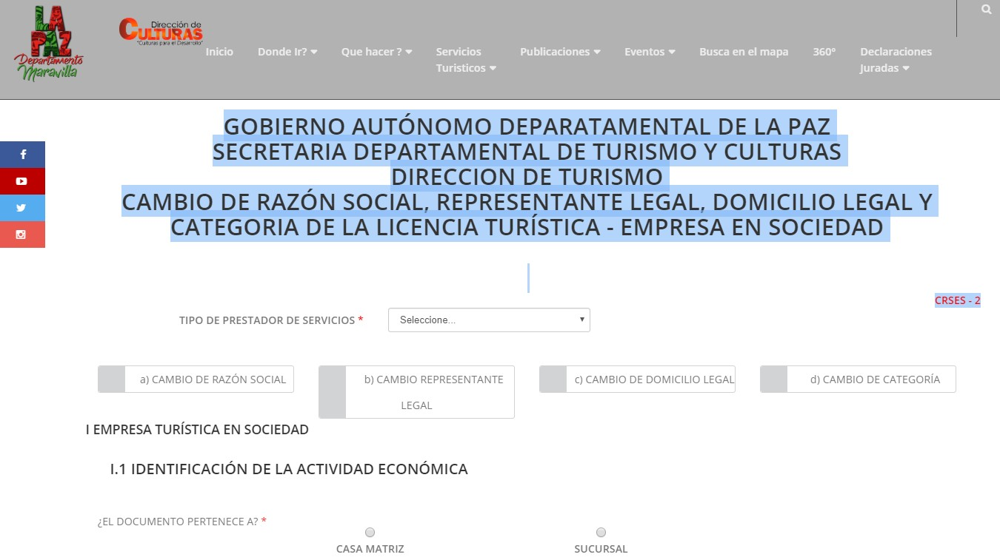 LA
PAZ
Departamento
Maravilla
Dirección de
CULTURAS
"Culturas para el Desarrollo"
Inicio
Donde Ir?
Que hacer ?
Servicios
Turisticos
Publicaciones
Eventos
Busca en el mapa
360°
Declaraciones
Juradas
GOBIERNO AUTÓNOMO DEPARATAMENTAL DE LA PAZ
SECRETARIA DEPARTAMENTAL DE TURISMO Y CULTURAS
DIRECCION DE TURISMO
CAMBIO DE RAZÓN SOCIAL, REPRESENTANTE LEGAL, DOMICILIO LEGAL Y
CATEGORIA DE LA LICENCIA TURÍSTICA - EMPRESA EN SOCIEDAD
CRSES - 2
TIPO DE PRESTADOR DE SERVICIOS *
Seleccione...
a) CAMBIO DE RAZÓN SOCIAL
b) CAMBIO REPRESENTANTE
LEGAL
c) CAMBIO DE DOMICILIO LEGAL
d) CAMBIO DE CATEGORÍA
I EMPRESA TURÍSTICA EN SOCIEDAD
I.1 IDENTIFICACIÓN DE LA ACTIVIDAD ECONÓMICA
¿EL DOCUMENTO PERTENECE A? *
CASA MATRIZ
SUCURSAL